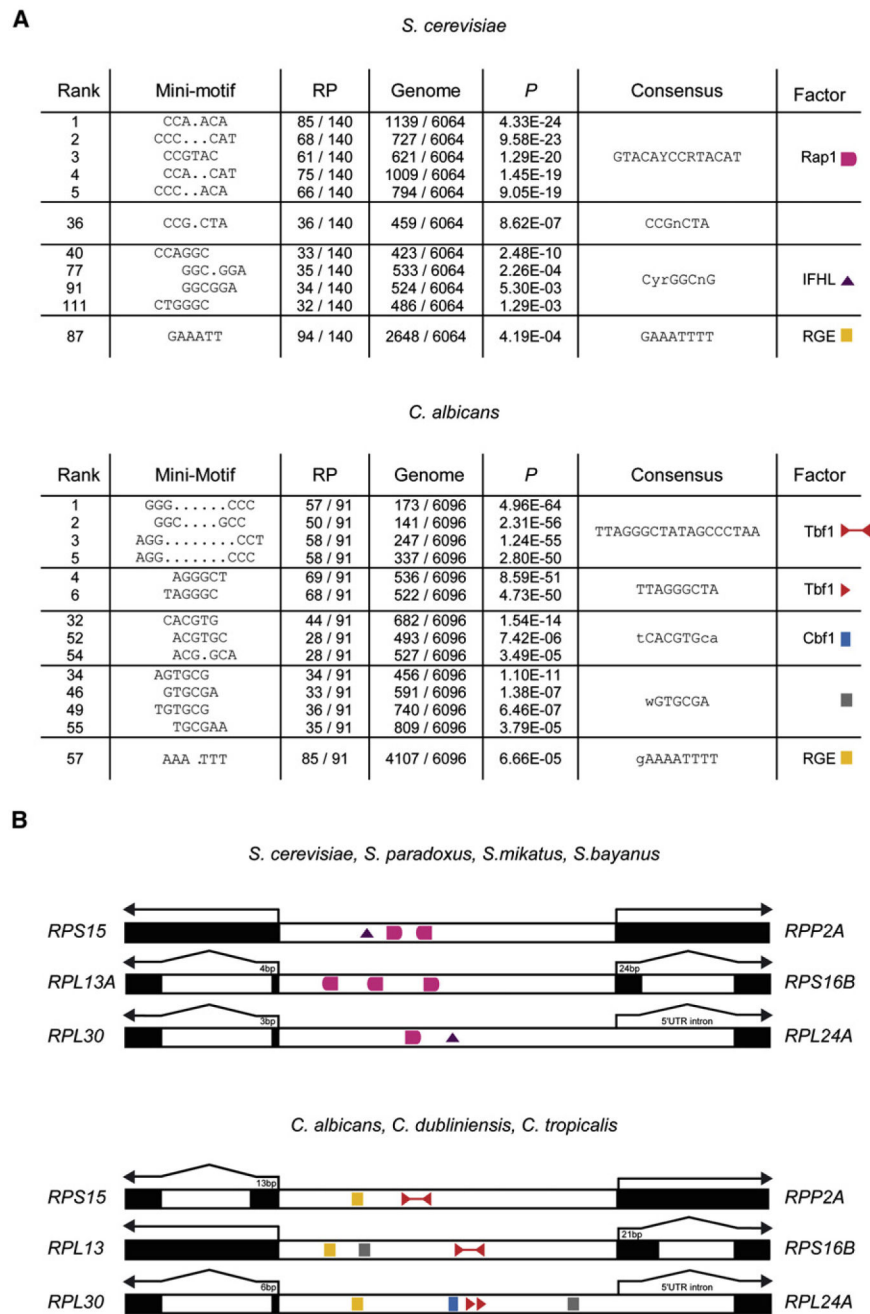 A
S. cerevisiae
Rank Mini-motif RP Genome P Consensus Factor
1 CCA.ACA 85 / 140 1139 / 6064 4.33E-24
2 CCC...CAT 68 / 140 727 / 6064 9.58E-23
3 CCGTAC 61 / 140 621 / 6064 1.29E-20 GTACAYCCRTACAT Rap1
4 CCA..CAT 75 / 140 1009 / 6064 1.45E-19
5 CCC..ACA 66 / 140 794 / 6064 9.05E-19
36 CCG.CTA 36 / 140 459 / 6064 8.62E-07 CCGnCTA
40 CCAGGC 33 / 140 423 / 6064 2.48E-10
77 GGC.GGA 35 / 140 533 / 6064 2.26E-04 CyrGGCnG IFHL
91 GGCGGA 34 / 140 524 / 6064 5.30E-03
111 CTGGGC 32 / 140 486 / 6064 1.29E-03
87 GAAATT 94 / 140 2648 / 6064 4.19E-04 GAAATTTT RGE
C. albicans
Rank Mini-Motif RP Genome P Consensus Factor
1 GGG......CCC 57 / 91 173 / 6096 4.96E-64
2 GGC....GCC 50 / 91 141 / 6096 2.31E-56
3 AGG........CCT 58 / 91 247 / 6096 1.24E-55 TTAGGGCTATAGCCCTAA Tbf1
5 AGG.......CCC 58 / 91 337 / 6096 2.80E-50
4 AGGGCT 69 / 91 536 / 6096 8.59E-51
6 TAGGGC 68 / 91 522 / 6096 4.73E-50 TTAGGGCTA Tbf1
32 CACGTG 44 / 91 682 / 6096 1.54E-14
52 ACGTGC 28 / 91 493 / 6096 7.42E-06 tCACGTGca Cbf1
54 ACG.GCA 28 / 91 527 / 6096 3.49E-05
34 AGTGCG 34 / 91 456 / 6096 1.10E-11
46 GTGCGA 33 / 91 591 / 6096 1.38E-07 wGTGCGA
49 TGTGCG 36 / 91 740 / 6096 6.46E-07
55 TGCGAA 35 / 91 809 / 6096 3.79E-05
57 AAA.TTT 85 / 91 4107 / 6096 6.66E-05 gAAAATTTT RGE
B
S. cerevisiae, S. paradoxus, S.mikatus, S.bayanus
RPS15 RPP2A
4bp 24bp
RPL13A RPS16B
3bp 5'UTR intron
RPL30 RPL24A
C. albicans, C. dubliniensis, C. tropicalis
13bp
RPS15 RPP2A
21bp
RPL13 RPS16B
6bp 5'UTR intron
RPL30 RPL24A